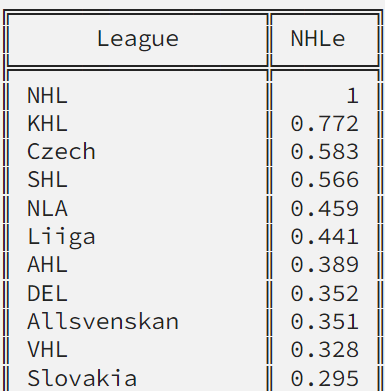 League NHLe
NHL 1
KHL 0.772
Czech 0.583
SHL 0.566
NLA 0.459
Liiga 0.441
AHL 0.389
DEL 0.352
Allsvenskan 0.351
VHL 0.328
Slovakia 0.295